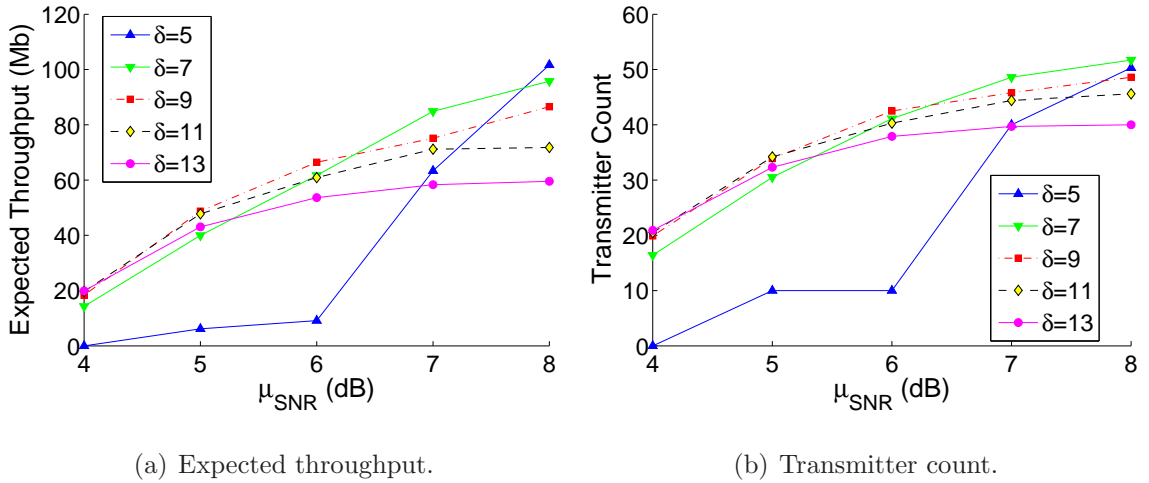 120
100
80
60
40
20
0
4
5
6
7
8
Expected Throughput (Mb)
μSNR (dB)
δ=5
δ=7
δ=9
δ=11
δ=13
(a) Expected throughput.
60
50
40
30
20
10
0
4
5
6
7
8
Transmitter Count
μSNR (dB)
δ=5
δ=7
δ=9
δ=11
δ=13
(b) Transmitter count.